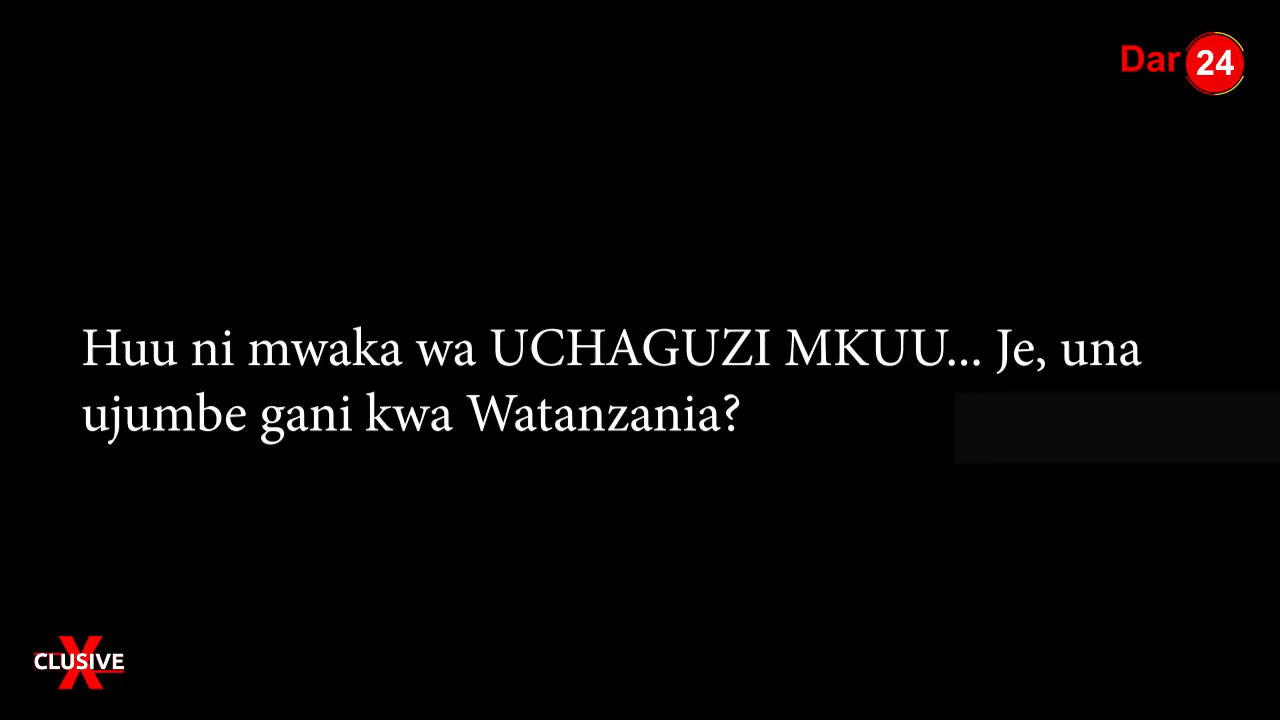 Dar 24
Huu ni mwaka wa UCHAGUZI MKUU... Je, una
ujumbe gani kwa Watanzania?
XCLUSIVE